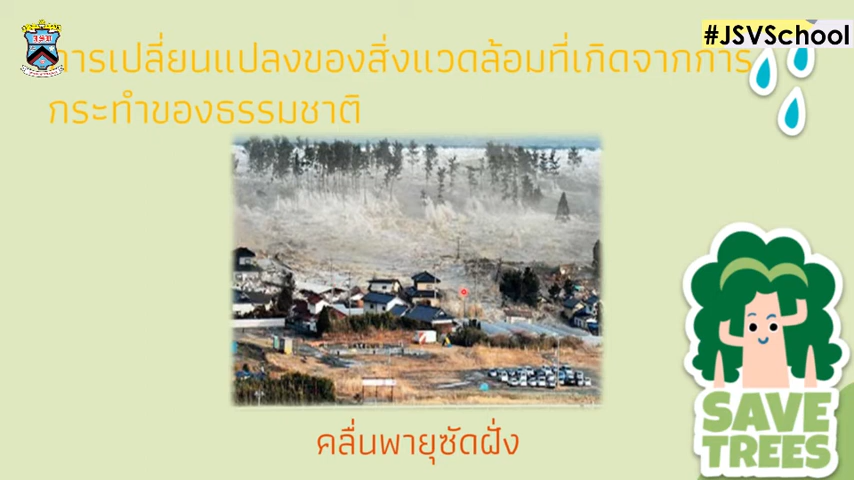 #JSVSchool
การเปลี่ยนแปลงของสิ่งแวดล้อมที่เกิดจากการ
กระทำของธรรมชาติ
คลื่นพายุซัดฝั่ง
SAVE
TREES